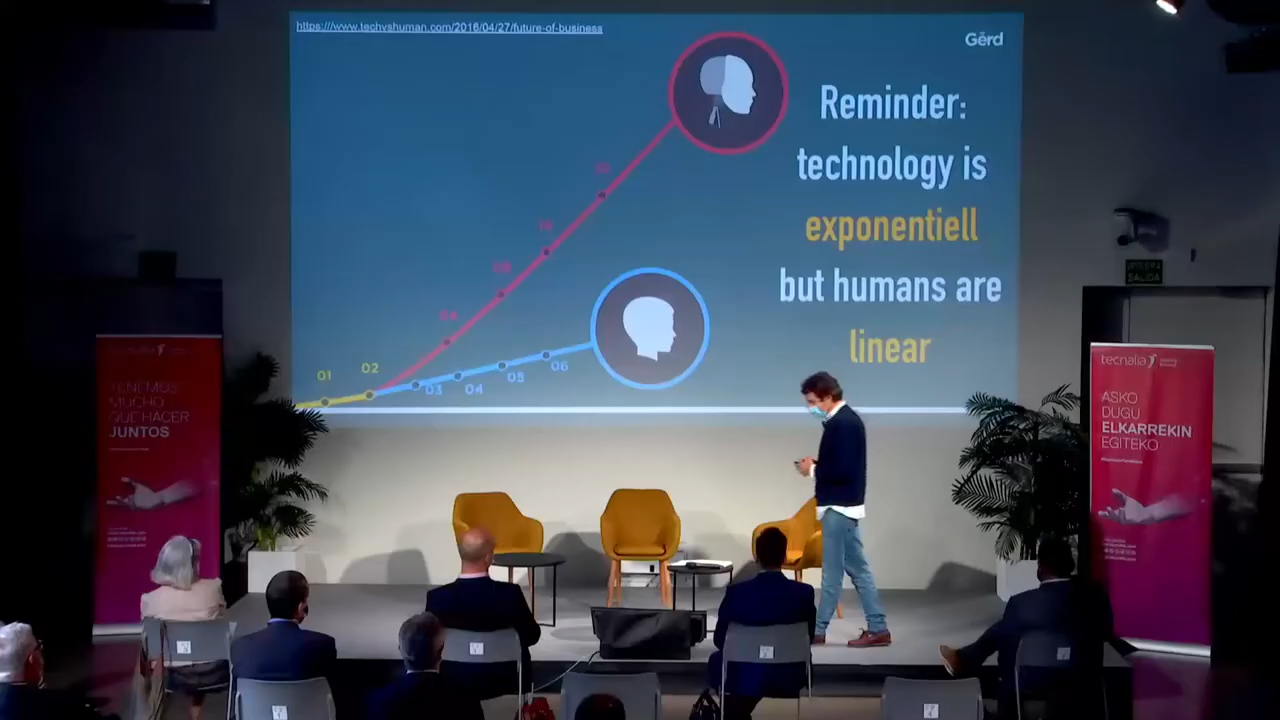 https:///www.techvshuman.com/2016/04/27/future-of-business
Gērd
Reminder:
technology is
exponentiell
but humans are
linear
01
02
03
04
05
06
SALIDA
tecnalia
TENEMOS
MUCHO
QUE HACER
JUNTOS
tecnalia
ASKO
DUGU
ELKARREKIN
EGITEKO